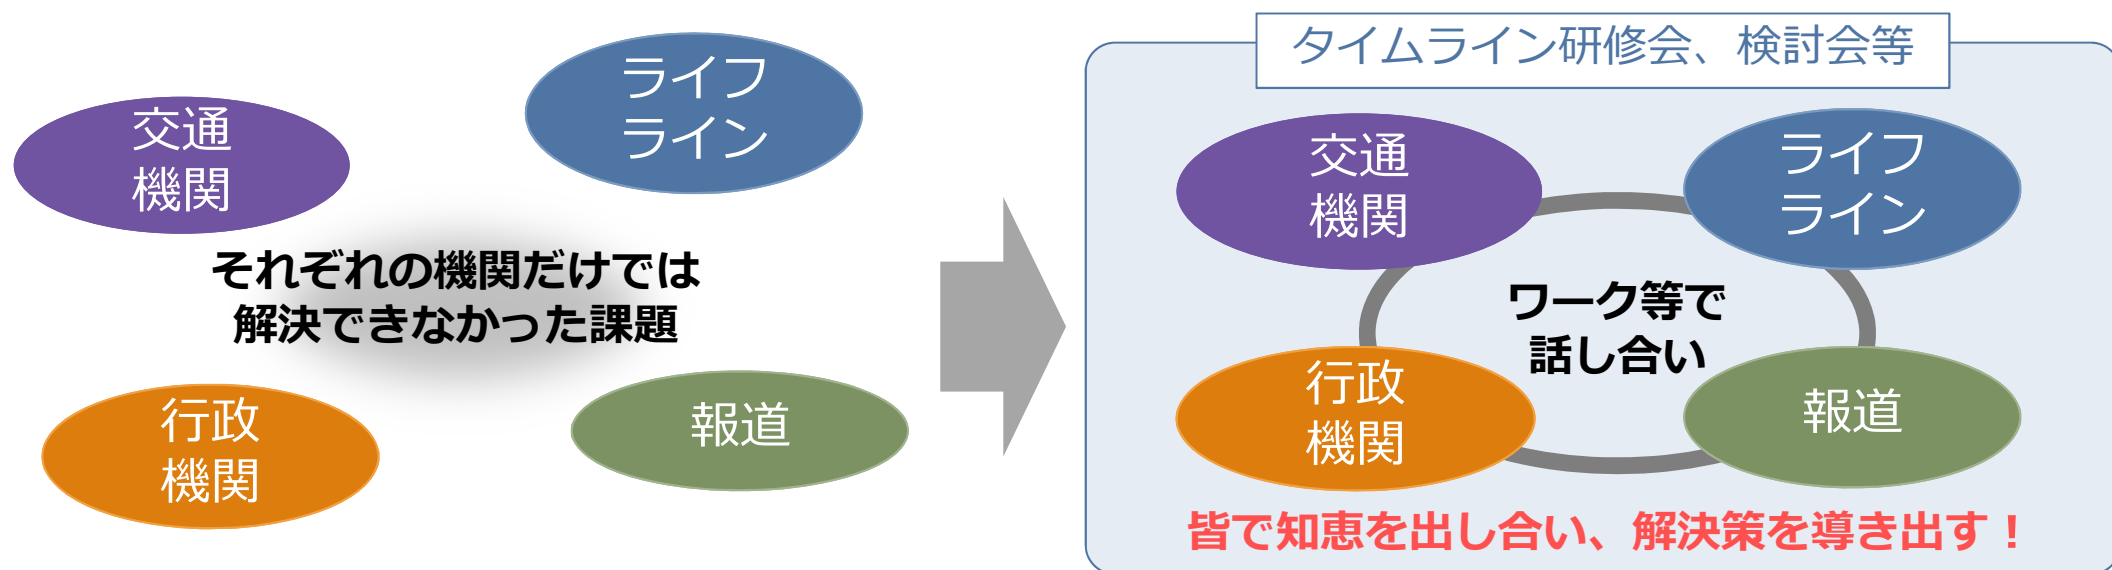 交通
機関
ライフ
ライン
それぞれの機関だけでは
解決できなかった課題
行政
機関
報道
タイムライン研修会、検討会等
交通
機関
ライフ
ライン
ワーク等で
話し合い
行政
機関
報道
皆で知恵を出し合い、解決策を導き出す！